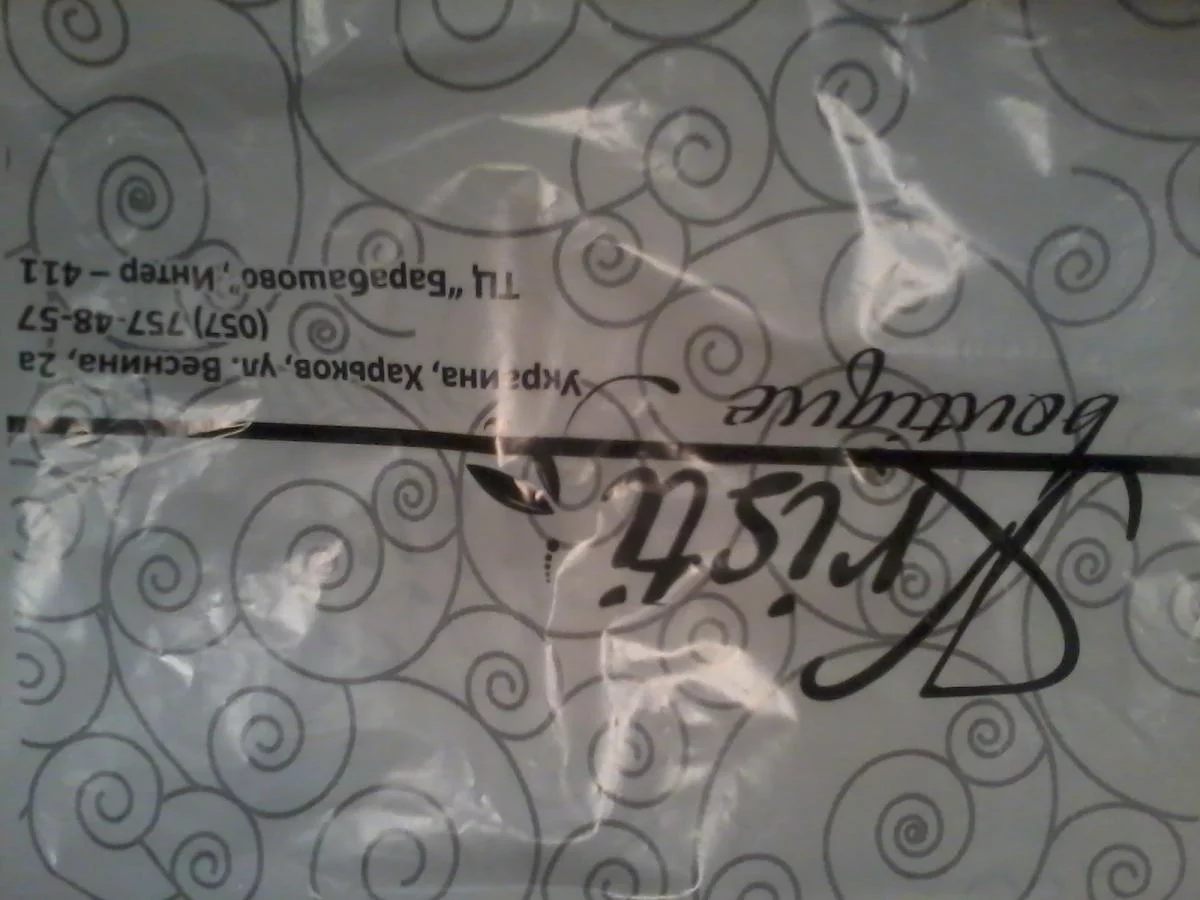 Kristi
boutique
Украина, Харьков, ул. Веснина, 2а
(057) 757-48-57
ТЦ „Барабашово“, Интер – 411